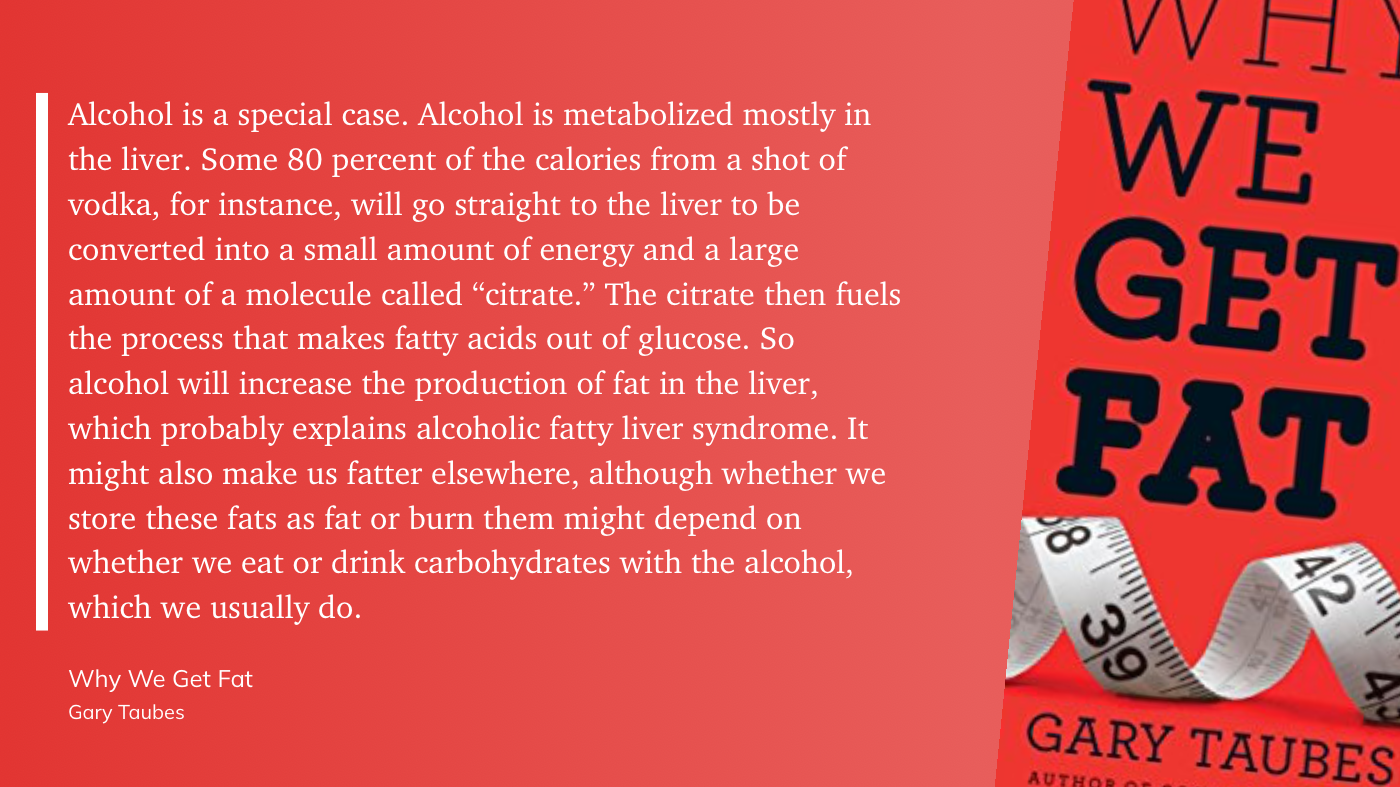 Alcohol is a special case. Alcohol is metabolized mostly in
the liver. Some 80 percent of the calories from a shot of
vodka, for instance, will go straight to the liver to be
converted into a small amount of energy and a large
amount of a molecule called “citrate.” The citrate then fuels
the process that makes fatty acids out of glucose. So
alcohol will increase the production of fat in the liver,
which probably explains alcoholic fatty liver syndrome. It
might also make us fatter elsewhere, although whether we
store these fats as fat or burn them might depend on
whether we eat or drink carbohydrates with the alcohol,
which we usually do.
Why We Get Fat
Gary Taubes
WHY
WE
GET
FAT
39
42
GARY TAUBES
AUTHOR OF